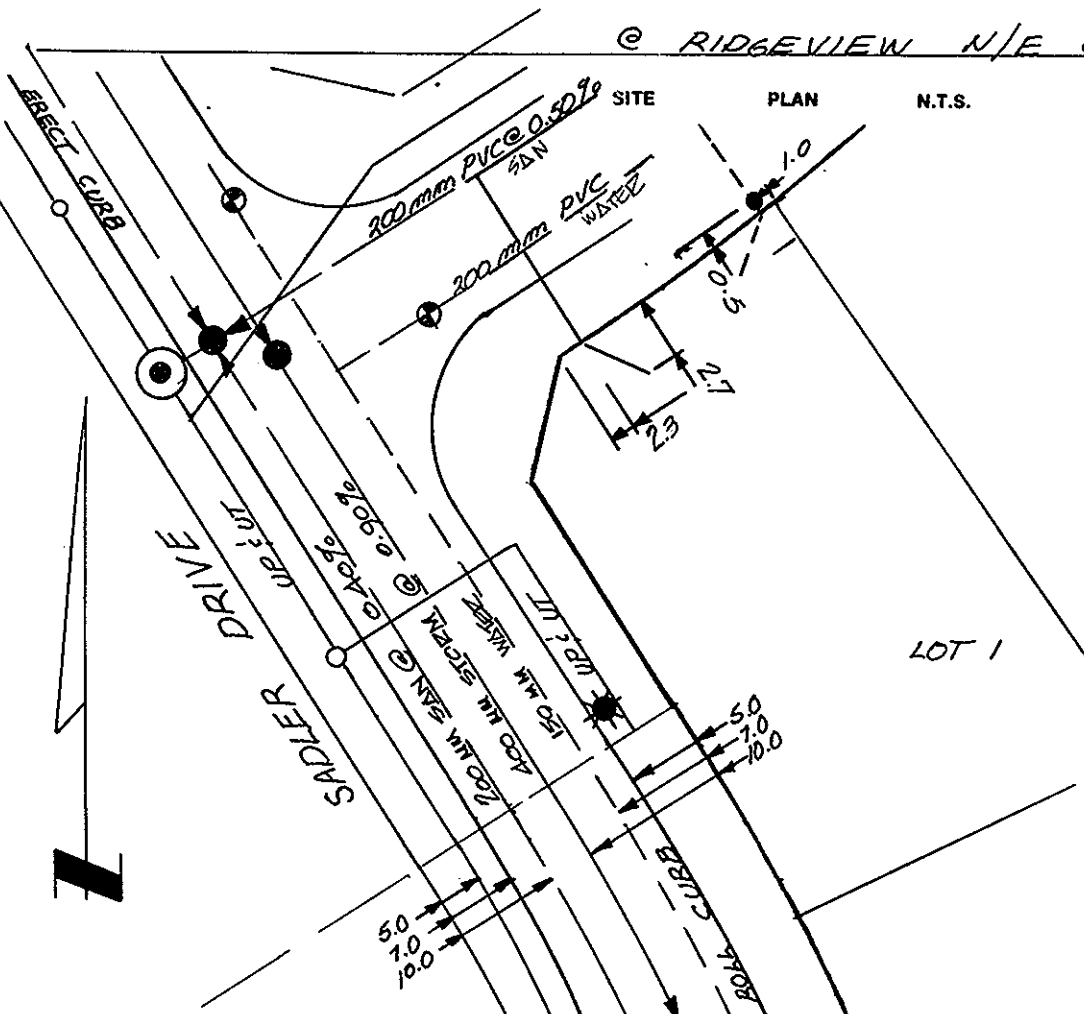 @ RIDGEVIEW N/E
SITE PLAN N.T.S.
ERECT CURB
200 mm PVC @ 0.50%
SAN
200 mm PVC
WATER
1.0
0.5
7.2
2.3
SADLER DRIVE
UP & UT
200 MM SAN @ 0.40%
400 MM STORM @ 0.90%
150 MM WATER
UP & UT
LOT 1
5.0
7.0
10.0
5.0
7.0
10.0
ROLL CURB
N